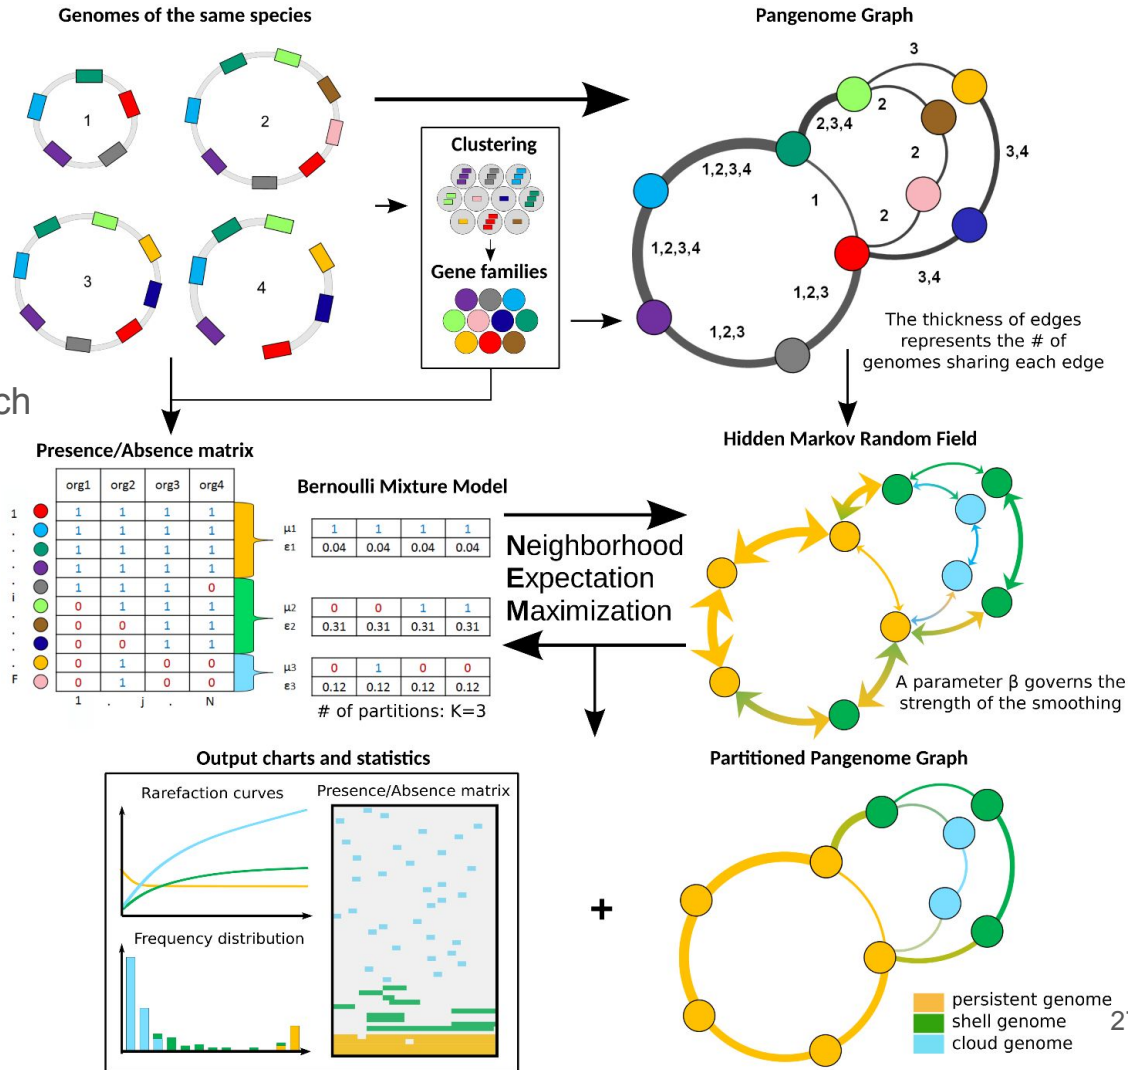 Genomes of the same species
Pangenome Graph
1
2
3
4
Clustering
Gene families
3
2
2,3,4
1,2,3,4
2
3,4
1
2
1,2,3,4
3,4
1,2,3
1,2,3
The thickness of edges
represents the # of
genomes sharing each edge
ch
Presence/Absence matrix
org1 org2 org3 org4
1 1 1 1 1
. 1 1 1 1
. 1 1 1 1
. 1 1 1 1
i 1 1 1 0
. 0 1 1 1
. 0 0 1 1
. 0 0 1 1
. 0 1 0 0
F 0 1 0 0
1 . j . N
Bernoulli Mixture Model
μ1 1 1 1 1
ε1 0.04 0.04 0.04 0.04
μ2 0 0 1 1
ε2 0.31 0.31 0.31 0.31
μ3 0 1 0 0
ε3 0.12 0.12 0.12 0.12
# of partitions: K=3
Neighborhood
Expectation
Maximization
Hidden Markov Random Field
A parameter β governs the
strength of the smoothing
Output charts and statistics
Rarefaction curves
Presence/Absence matrix
Frequency distribution
+
Partitioned Pangenome Graph
persistent genome
shell genome
cloud genome